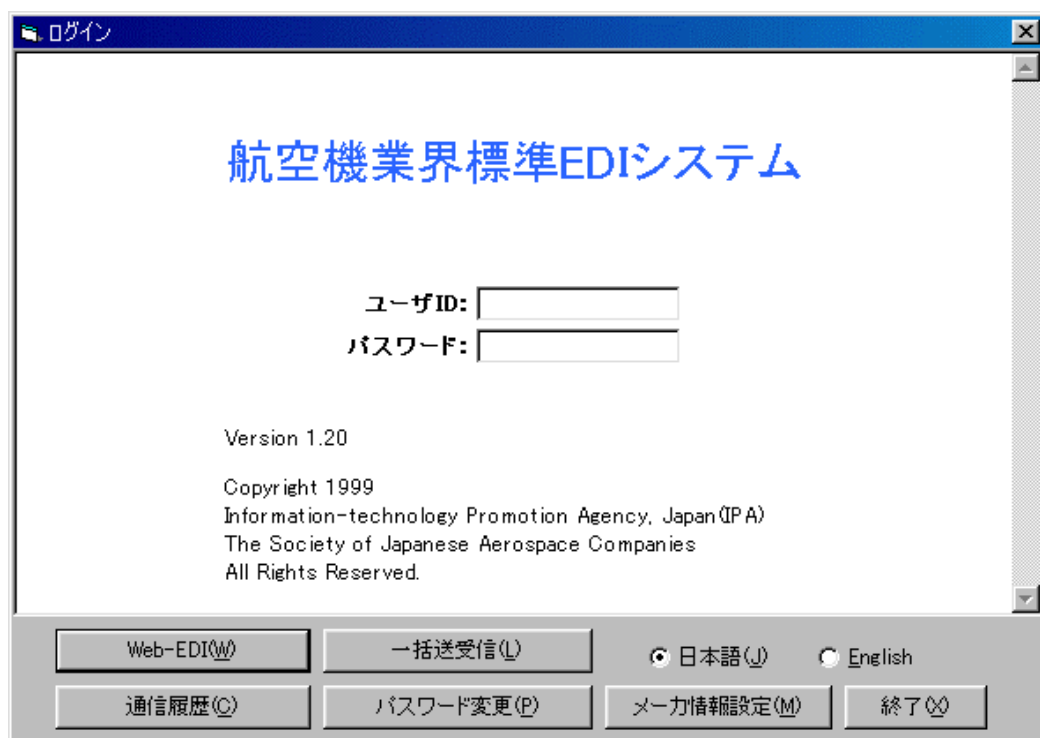 ログイン
航空機業界標準EDIシステム
ユーザID:
パスワード:
Version 1.20
Copyright 1999
Information-technology Promotion Agency, Japan(IPA)
The Society of Japanese Aerospace Companies
All Rights Reserved.
Web-EDI(W) 一括送受信(L) 日本語(J) English
通信履歴(C) パスワード変更(P) メーカ情報設定(M) 終了(X)